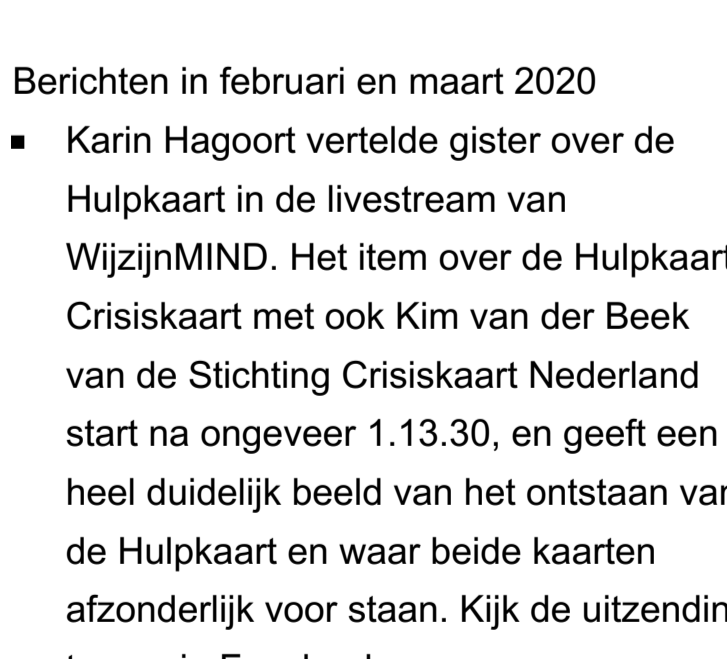 Berichten in februari en maart 2020
▪ Karin Hagoort vertelde gister over de
Hulpkaart in de livestream van
WijzijnMIND. Het item over de Hulpkaart
Crisiskaart met ook Kim van der Beek
van de Stichting Crisiskaart Nederland
start na ongeveer 1.13.30, en geeft een
heel duidelijk beeld van het ontstaan van
de Hulpkaart en waar beide kaarten
afzonderlijk voor staan. Kijk de uitzendin